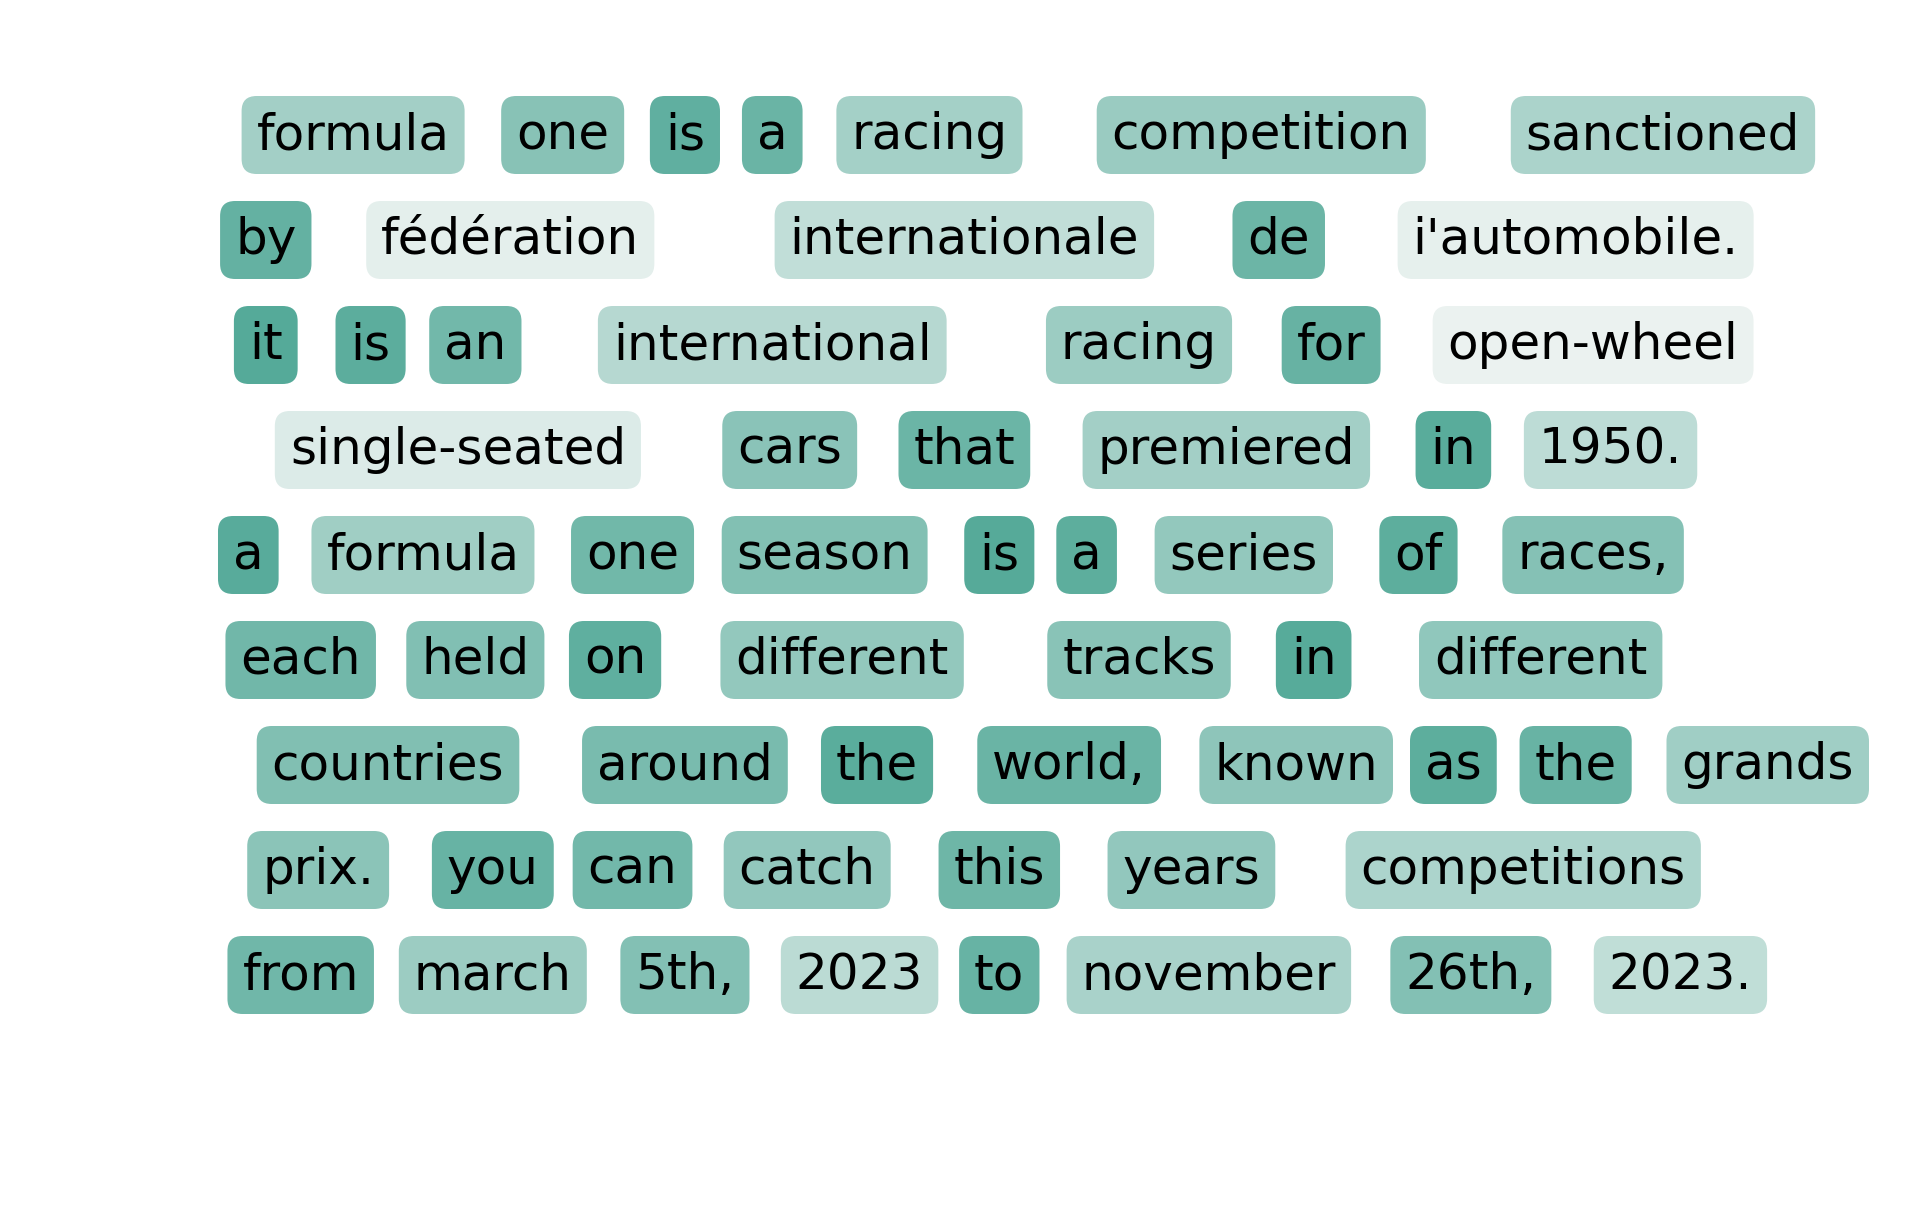 formula one is a racing competition sanctioned
by fédération internationale de i'automobile.
it is an international racing for open-wheel
single-seated cars that premiered in 1950.
a formula one season is a series of races,
each held on different tracks in different
countries around the world, known as the grands
prix. you can catch this years competitions
from march 5th, 2023 to november 26th, 2023.